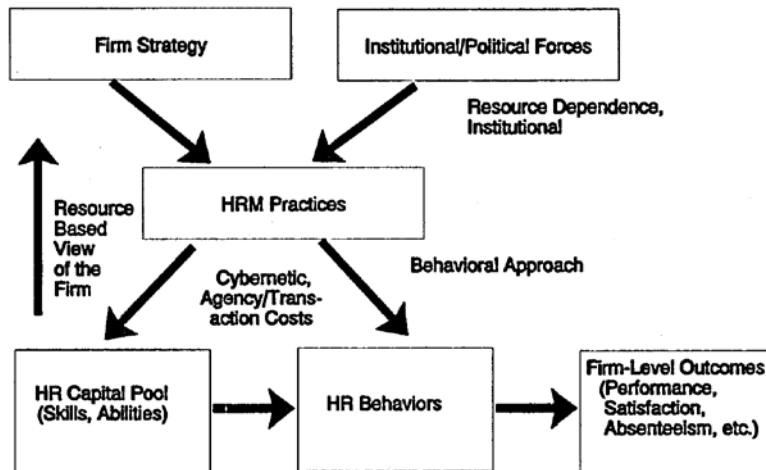 Firm Strategy
Institutional/Political Forces
Resource Dependence,
Institutional
HRM Practices
Resource
Based
View
of the
Firm
Cybernetic,
Agency/Trans-
action Costs
Behavioral Approach
HR Capital Pool
(Skills, Abilities)
HR Behaviors
Firm-Level Outcomes
(Performance,
Satisfaction,
Absenteeism, etc.)